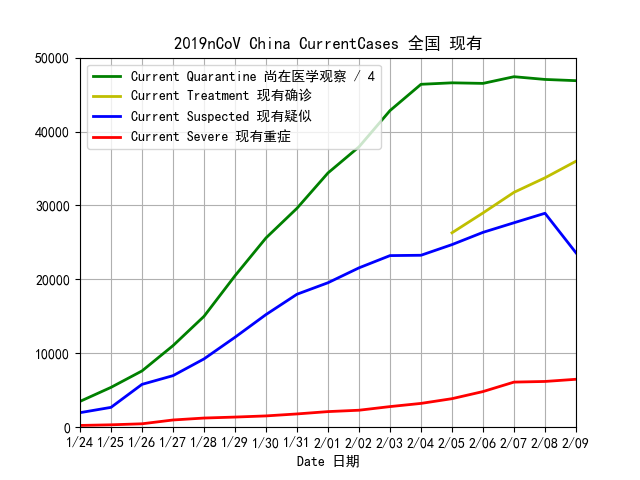 2019nCoV China CurrentCases 全国 现有
50000
40000
30000
20000
10000
0
Current Quarantine 尚在医学观察 / 4
Current Treatment 现有确诊
Current Suspected 现有疑似
Current Severe 现有重症
1/24 1/25 1/26 1/27 1/28 1/29 1/30 1/31 2/01 2/02 2/03 2/04 2/05 2/06 2/07 2/08 2/09
Date 日期